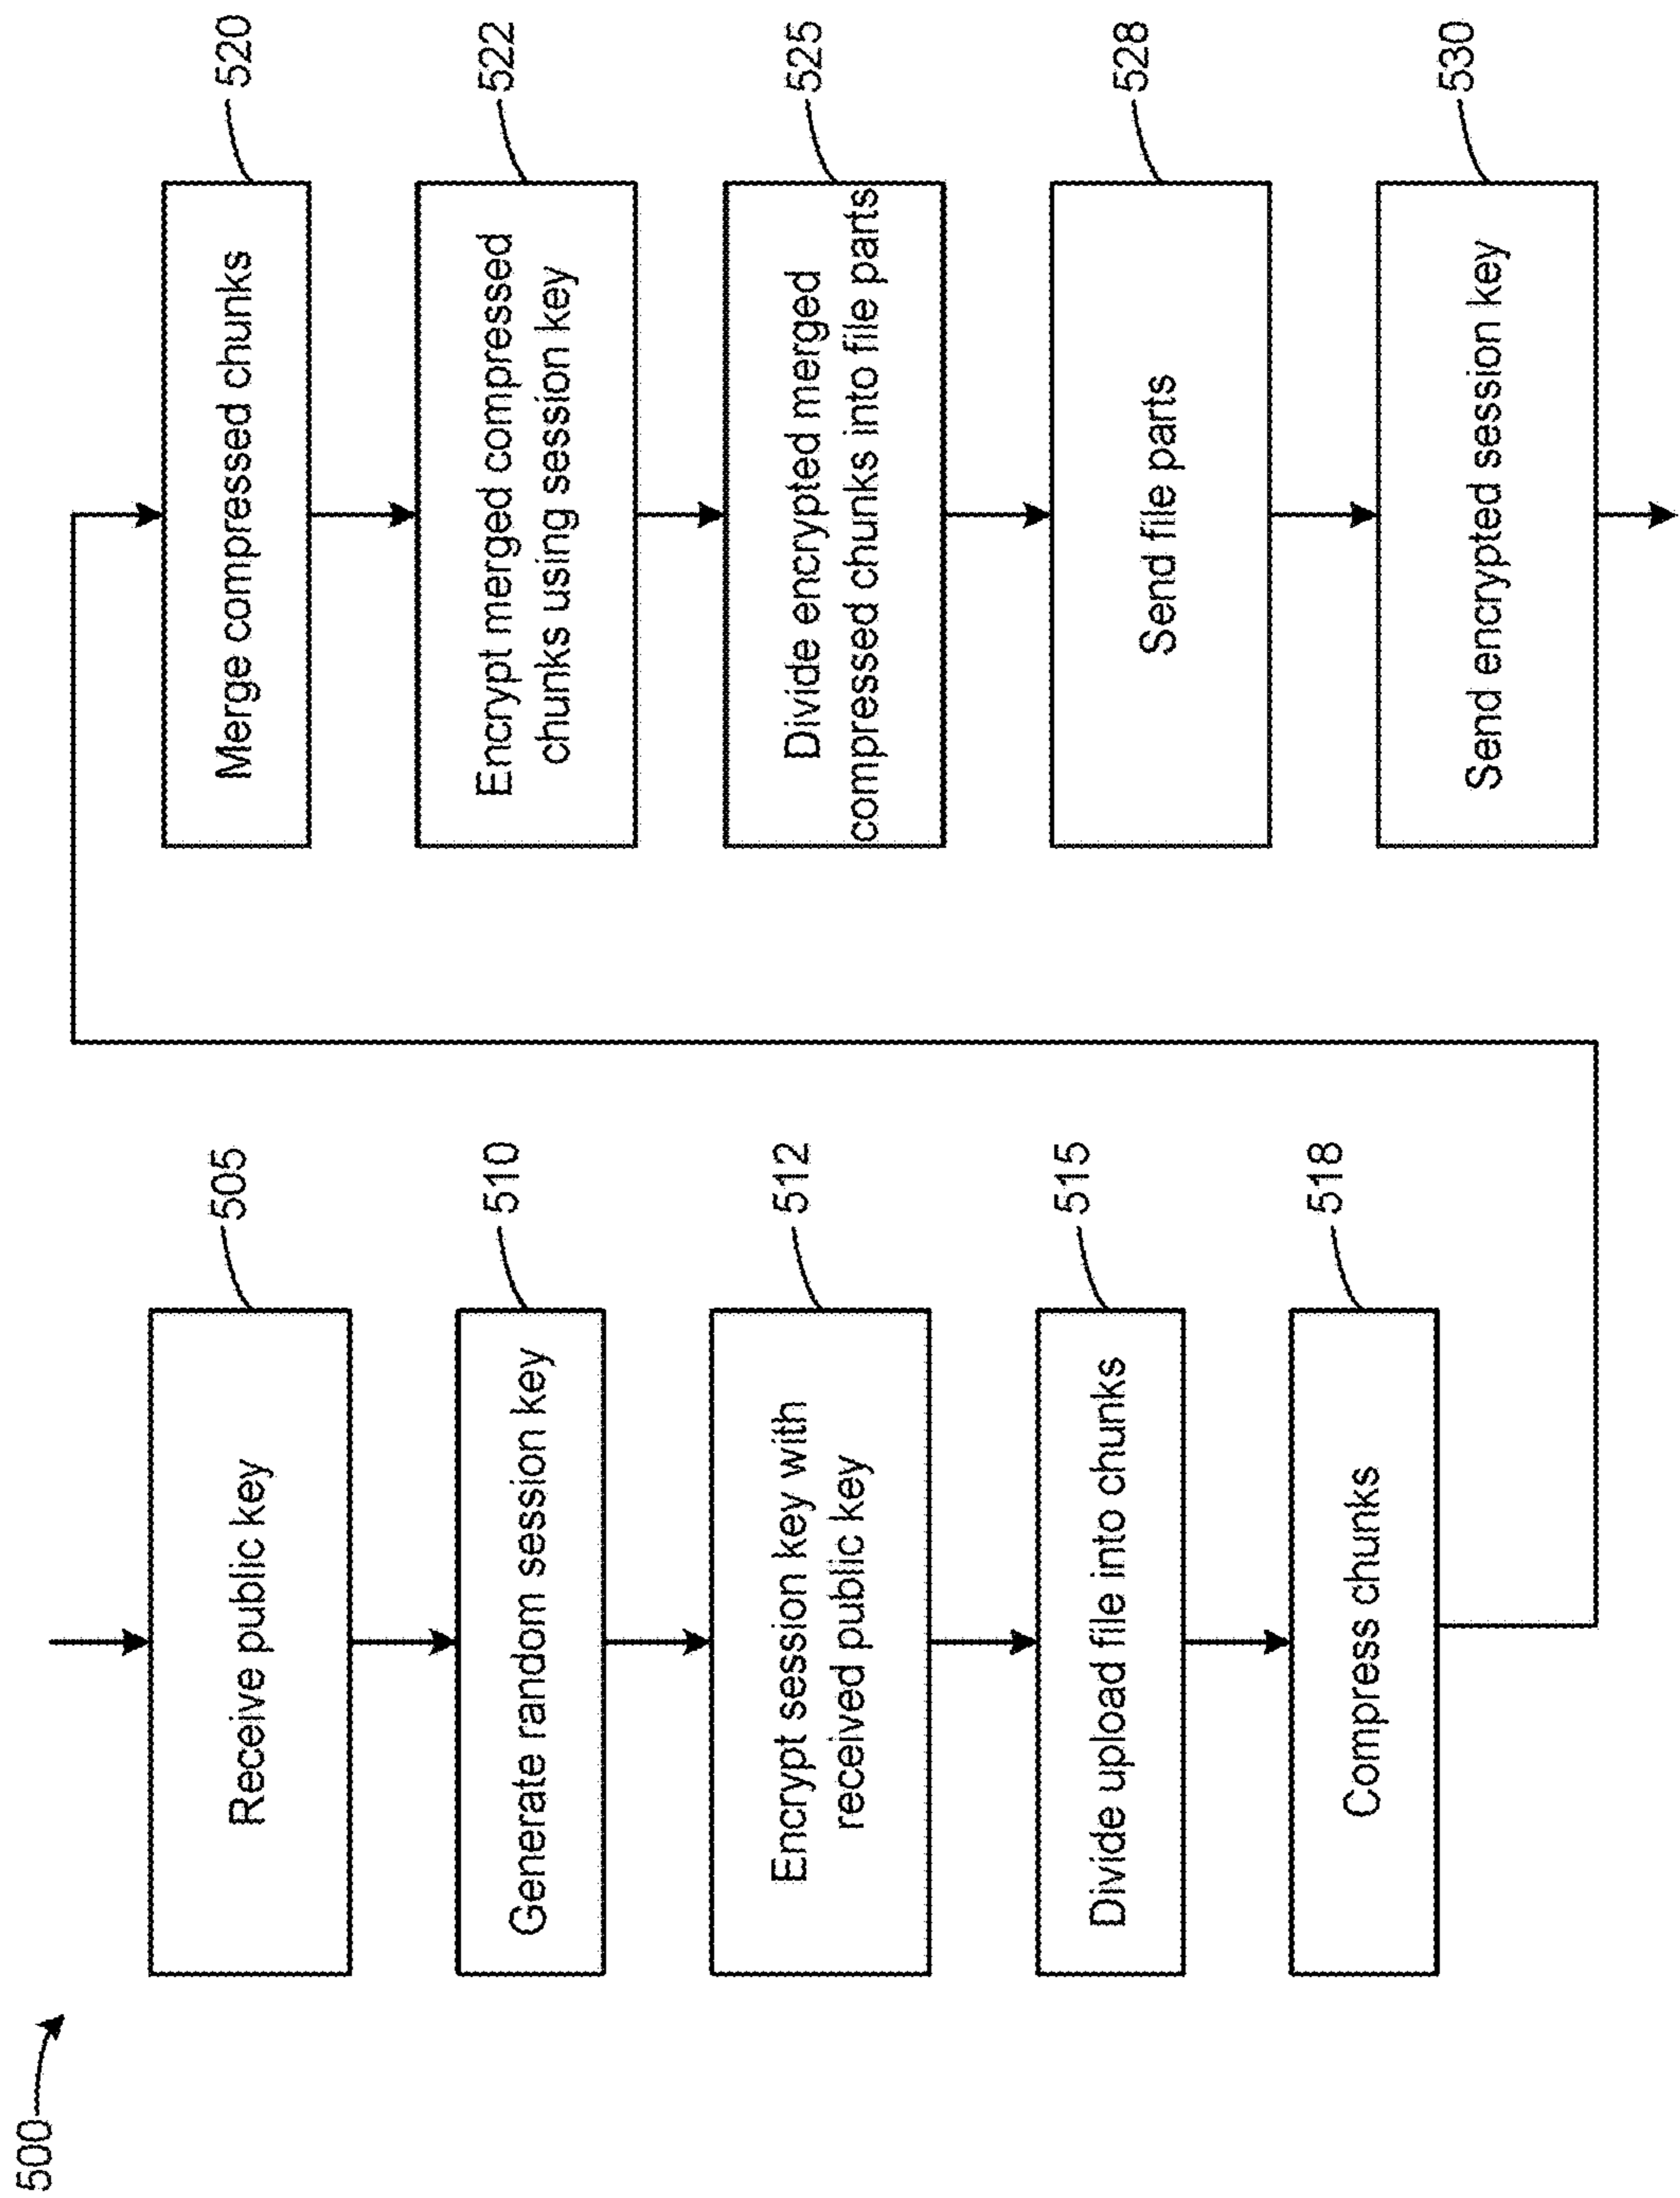 500
Receive public key
505
Generate random session key
510
Encrypt session key with
received public key
512
Divide upload file into chunks
515
Compress chunks
518
Merge compressed chunks
520
Encrypt merged compressed
chunks using session key
522
Divide encrypted merged
compressed chunks into file parts
525
Send file parts
528
Send encrypted session key
530